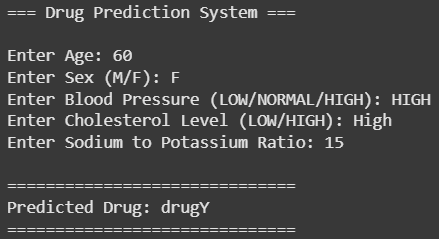 === Drug Prediction System ===
Enter Age: 60
Enter Sex (M/F): F
Enter Blood Pressure (LOW/NORMAL/HIGH): HIGH
Enter Cholesterol Level (LOW/HIGH): High
Enter Sodium to Potassium Ratio: 15
==============================
Predicted Drug: drugY
==============================